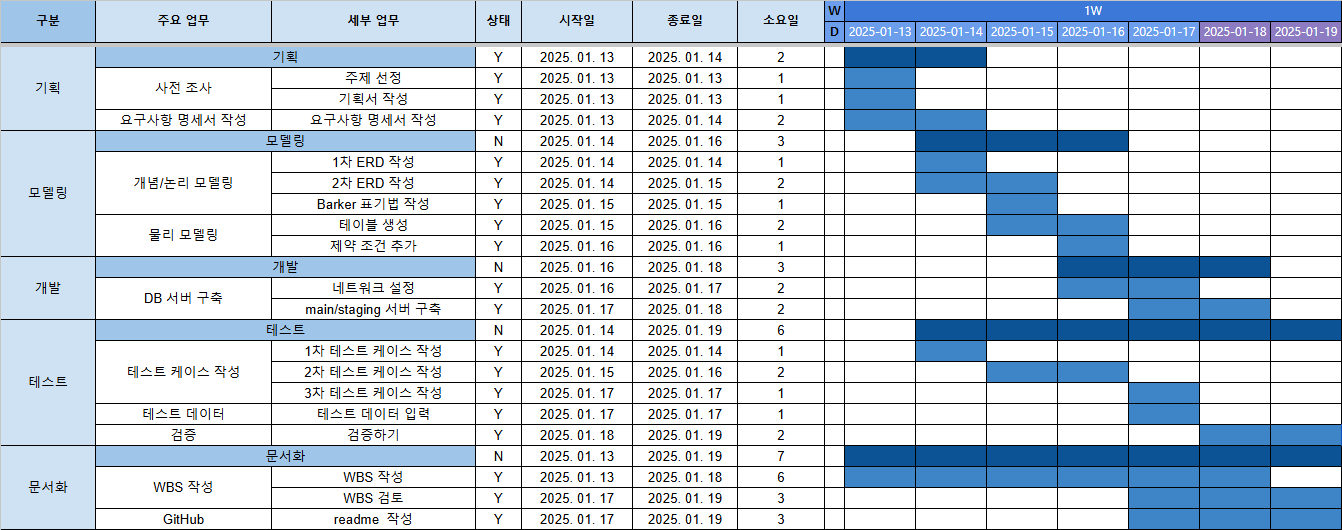 구분 주요 업무 세부 업무 상태 시작일 종료일 소요일 W 1W
D 2025-01-13 2025-01-14 2025-01-15 2025-01-16 2025-01-17 2025-01-18 2025-01-19
기획 기획 Y 2025. 01. 13 2025. 01. 14 2
사전 조사 주제 선정 Y 2025. 01. 13 2025. 01. 13 1
기획서 작성 Y 2025. 01. 13 2025. 01. 13 1
요구사항 명세서 작성 요구사항 명세서 작성 Y 2025. 01. 13 2025. 01. 14 2
모델링 모델링 N 2025. 01. 14 2025. 01. 16 3
개념/논리 모델링 1차 ERD 작성 Y 2025. 01. 14 2025. 01. 14 1
2차 ERD 작성 Y 2025. 01. 14 2025. 01. 15 2
Barker 표기법 작성 Y 2025. 01. 15 2025. 01. 15 1
물리 모델링 테이블 생성 Y 2025. 01. 15 2025. 01. 16 2
제약 조건 추가 Y 2025. 01. 16 2025. 01. 16 1
개발 개발 N 2025. 01. 16 2025. 01. 18 3
DB 서버 구축 네트워크 설정 Y 2025. 01. 16 2025. 01. 17 2
main/staging 서버 구축 Y 2025. 01. 17 2025. 01. 18 2
테스트 테스트 N 2025. 01. 14 2025. 01. 19 6
테스트 케이스 작성 1차 테스트 케이스 작성 Y 2025. 01. 14 2025. 01. 14 1
2차 테스트 케이스 작성 Y 2025. 01. 15 2025. 01. 16 2
3차 테스트 케이스 작성 Y 2025. 01. 17 2025. 01. 17 1
테스트 데이터 테스트 데이터 입력 Y 2025. 01. 17 2025. 01. 17 1
검증 검증하기 Y 2025. 01. 18 2025. 01. 19 2
문서화 문서화 N 2025. 01. 13 2025. 01. 19 7
WBS 작성 WBS 작성 Y 2025. 01. 13 2025. 01. 18 6
WBS 검토 Y 2025. 01. 17 2025. 01. 19 3
GitHub readme 작성 Y 2025. 01. 17 2025. 01. 19 3